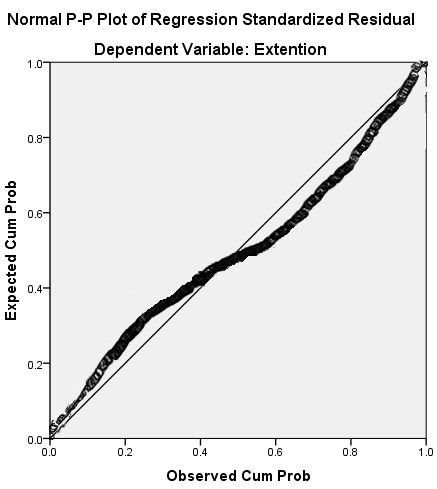 Normal P-P Plot of Regression Standardized Residual
Dependent Variable: Extention
1.0
0.8
0.6
0.4
0.2
0.0
Expected Cum Prob
0.0 0.2 0.4 0.6 0.8 1.0
Observed Cum Prob